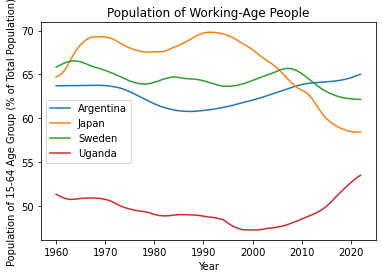 Population of Working-Age People
Population of 15-64 Age Group (% of Total Population)
70
65
60
55
50
Argentina
Japan
Sweden
Uganda
1960
1970
1980
1990
2000
2010
2020
Year